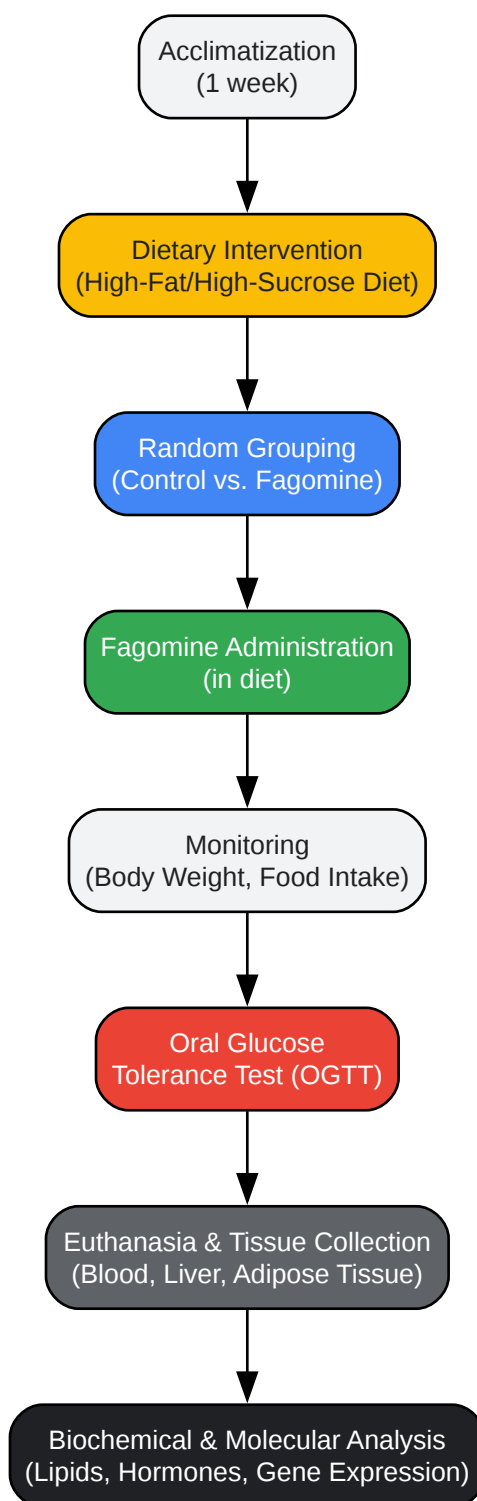 Acclimatization
(1 week)
Dietary Intervention
(High-Fat/High-Sucrose Diet)
Random Grouping
(Control vs. Fagomine)
Fagomine Administration
(in diet)
Monitoring
(Body Weight, Food Intake)
Oral Glucose
Tolerance Test (OGTT)
Euthanasia & Tissue Collection
(Blood, Liver, Adipose Tissue)
Biochemical & Molecular Analysis
(Lipids, Hormones, Gene Expression)